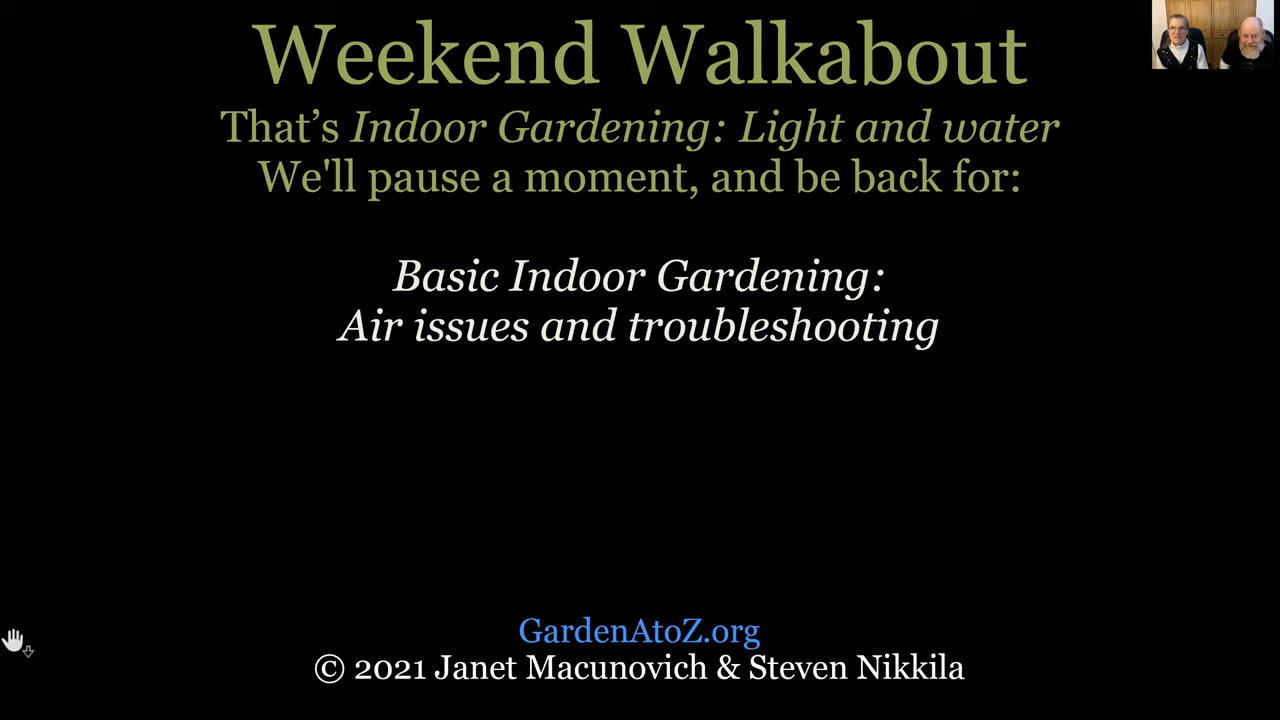 Weekend Walkabout
That’s Indoor Gardening: Light and water
We'll pause a moment, and be back for:
Basic Indoor Gardening:
Air issues and troubleshooting
GardenAtoZ.org
© 2021 Janet Macunovich & Steven Nikkila